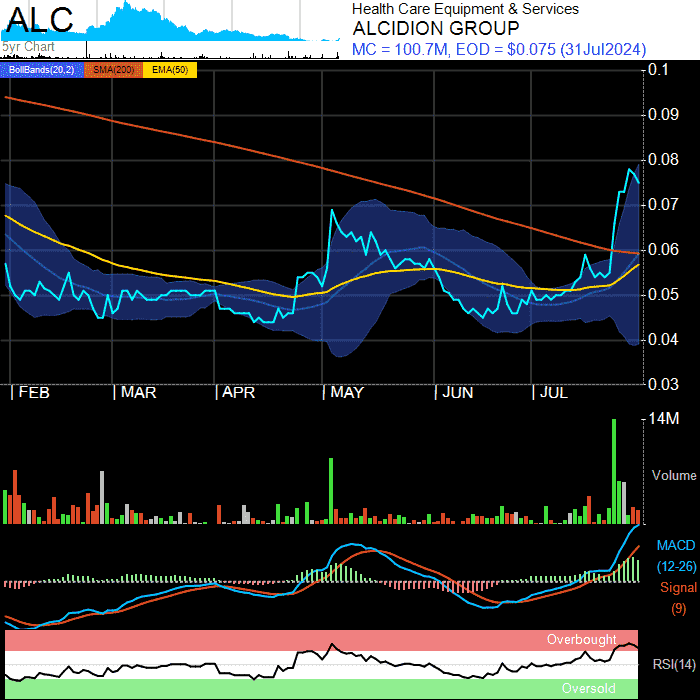 ALC
5yr Chart
Health Care Equipment & Services
ALCIDION GROUP
MC = 100.7M, EOD = $0.075 (31Jul2024)
BollBands(20,2) SMA(200) EMA(50)
0.1
0.09
0.08
0.07
0.06
0.05
0.04
0.03
| FEB | MAR | APR | MAY | JUN | JUL
14M
Volume
MACD
(12-26)
Signal
(9)
Overbought
RSI(14)
Oversold